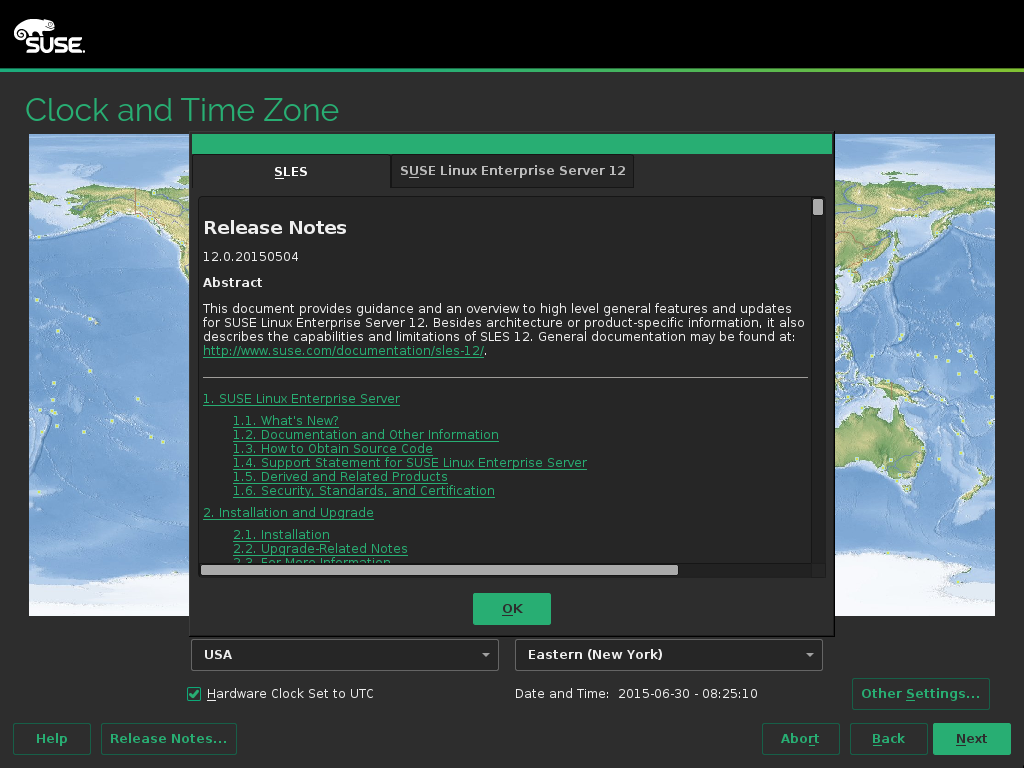 SUSE
Clock and Time Zone
SLES
SUSE Linux Enterprise Server 12
Release Notes
12.0.20150504
Abstract
This document provides guidance and an overview to high level general features and updates
for SUSE Linux Enterprise Server 12. Besides architecture or product-specific information, it also
describes the capabilities and limitations of SLES 12. General documentation may be found at:
http://www.suse.com/documentation/sles-12/.
1. SUSE Linux Enterprise Server
1.1. What's New?
1.2. Documentation and Other Information
1.3. How to Obtain Source Code
1.4. Support Statement for SUSE Linux Enterprise Server
1.5. Derived and Related Products
1.6. Security, Standards, and Certification
2. Installation and Upgrade
2.1. Installation
2.2. Upgrade-Related Notes
2.3. For More Information
OK
USA
Eastern (New York)
Hardware Clock Set to UTC
Date and Time: 2015-06-30 - 08:25:10
Other Settings...
Help
Release Notes...
Abort
Back
Next